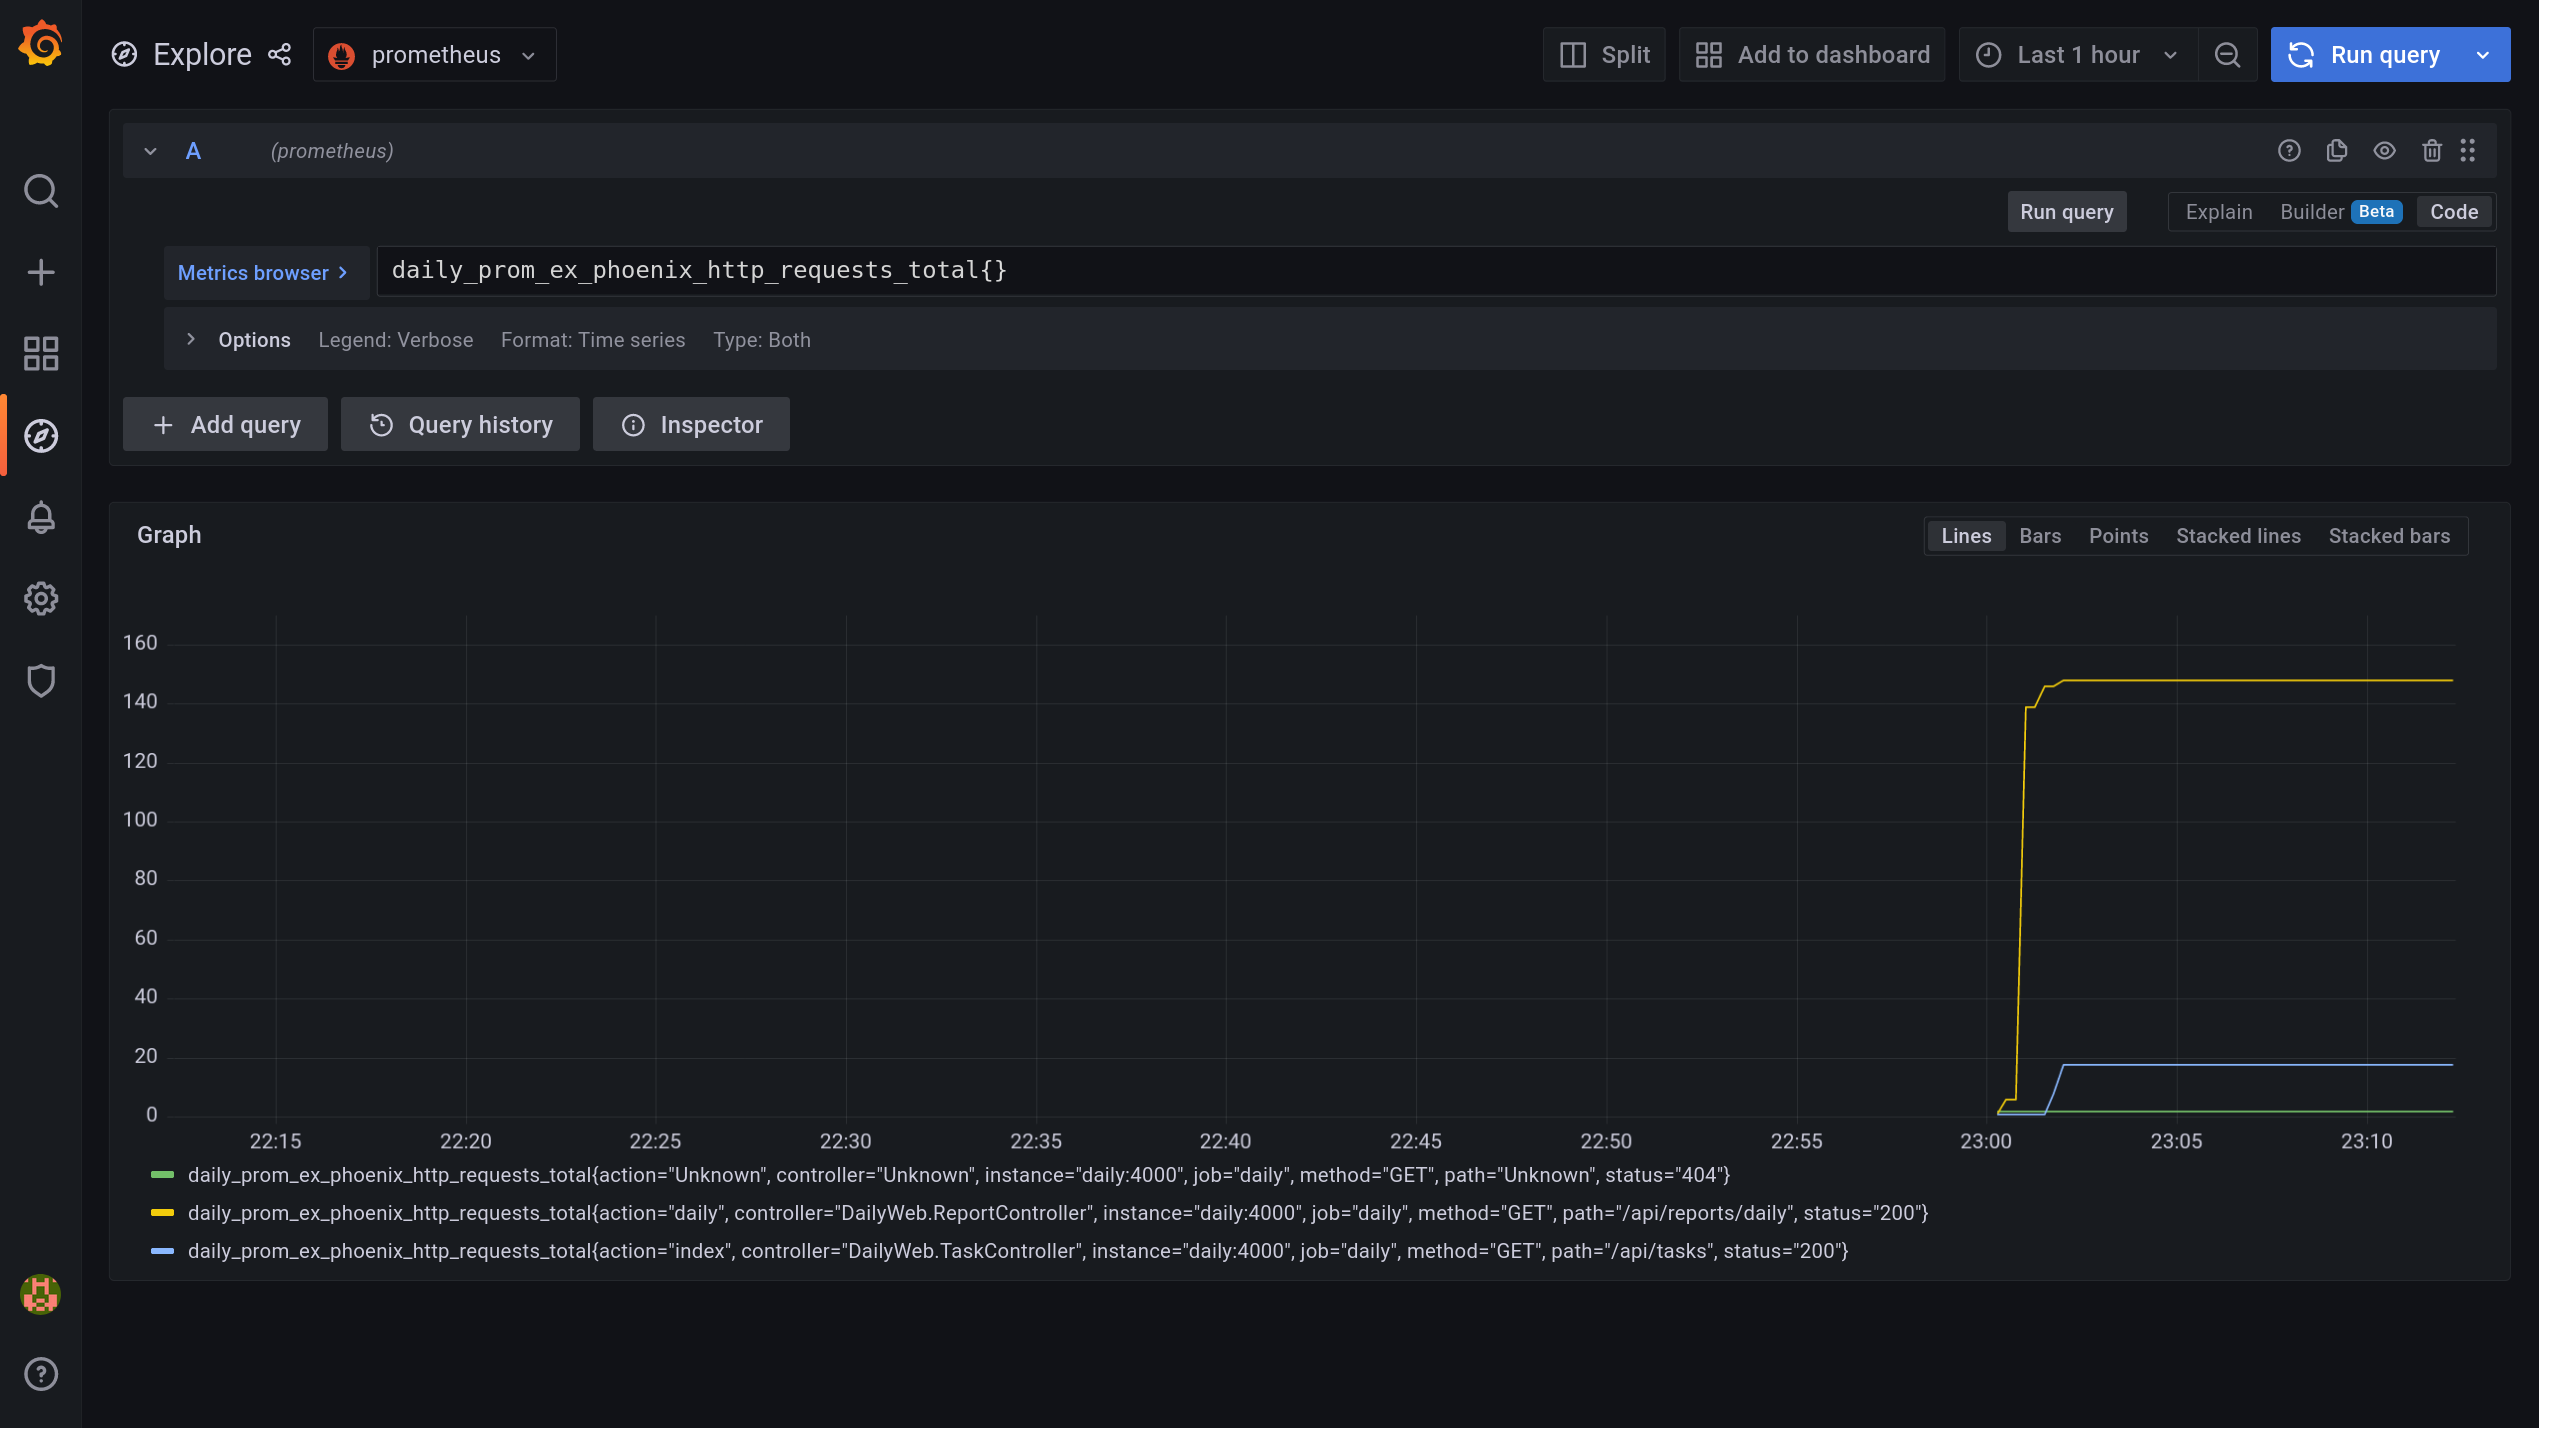 Explore prometheus Split Add to dashboard Last 1 hour Run query
A (prometheus)
Run query Explain Builder Beta Code
Metrics browser > daily_prom_ex_phoenix_http_requests_total{}
Options Legend: Verbose Format: Time series Type: Both
+ Add query Query history Inspector
Graph Lines Bars Points Stacked lines Stacked bars
160
140
120
100
80
60
40
20
0
22:15 22:20 22:25 22:30 22:35 22:40 22:45 22:50 22:55 23:00 23:05 23:10
daily_prom_ex_phoenix_http_requests_total{action="Unknown", controller="Unknown", instance="daily:4000", job="daily", method="GET", path="Unknown", status="404"}
daily_prom_ex_phoenix_http_requests_total{action="daily", controller="DailyWeb.ReportController", instance="daily:4000", job="daily", method="GET", path="/api/reports/daily", status="200"}
daily_prom_ex_phoenix_http_requests_total{action="index", controller="DailyWeb.TaskController", instance="daily:4000", job="daily", method="GET", path="/api/tasks", status="200"}